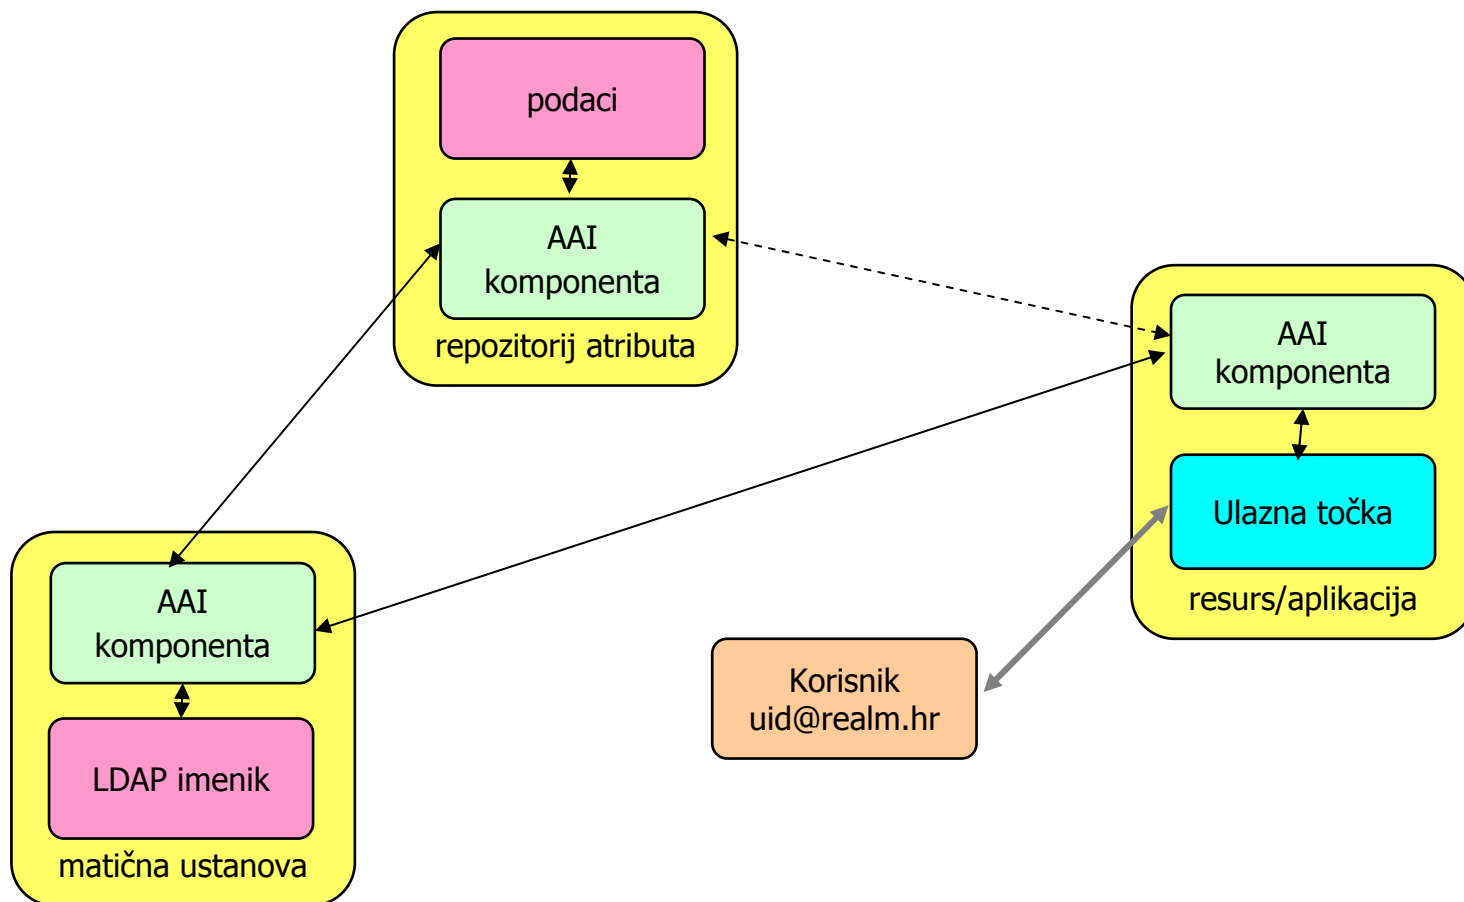 podaci
AAI
komponenta
repozitorij atributa
AAI
komponenta
Ulazna točka
resurs/aplikacija
AAI
komponenta
LDAP imenik
matična ustanova
Korisnik
uid@realm.hr